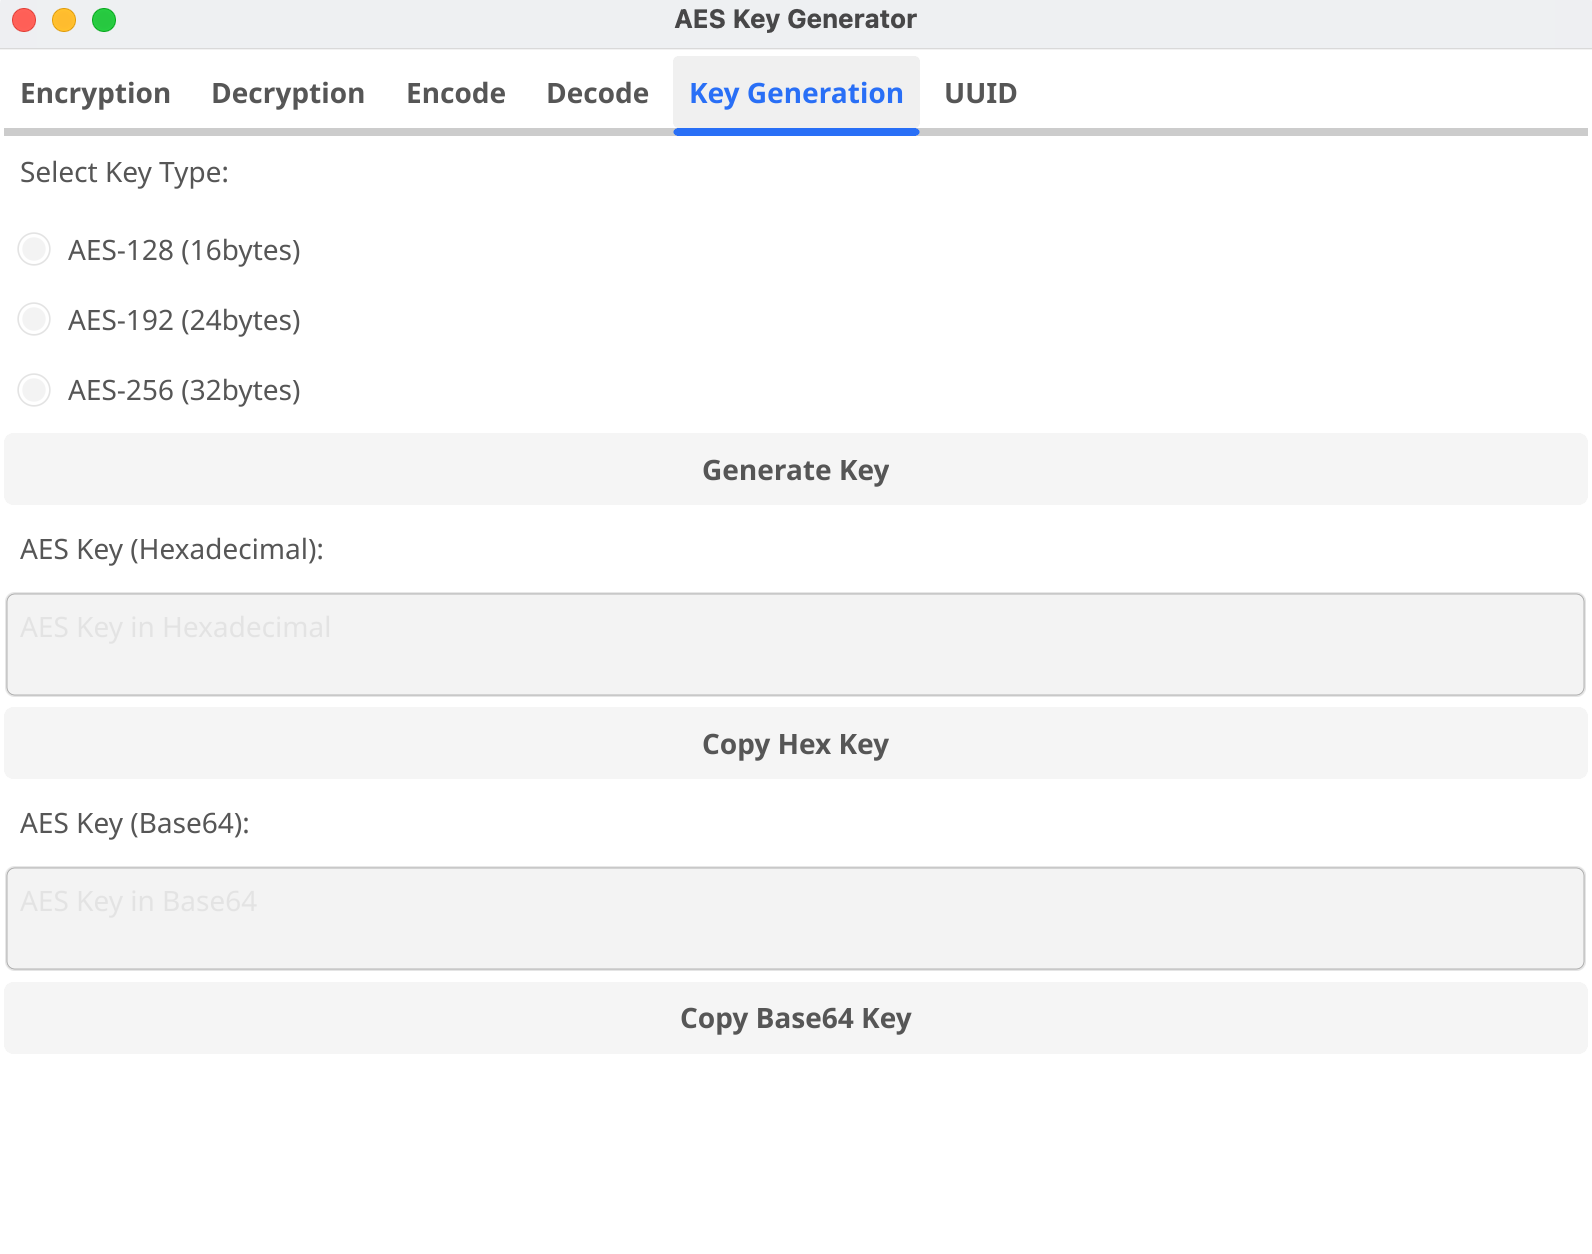 AES Key Generator
Encryption Decryption Encode Decode Key Generation UUID
Select Key Type:
AES-128 (16bytes)
AES-192 (24bytes)
AES-256 (32bytes)
Generate Key
AES Key (Hexadecimal):
AES Key in Hexadecimal
Copy Hex Key
AES Key (Base64):
AES Key in Base64
Copy Base64 Key